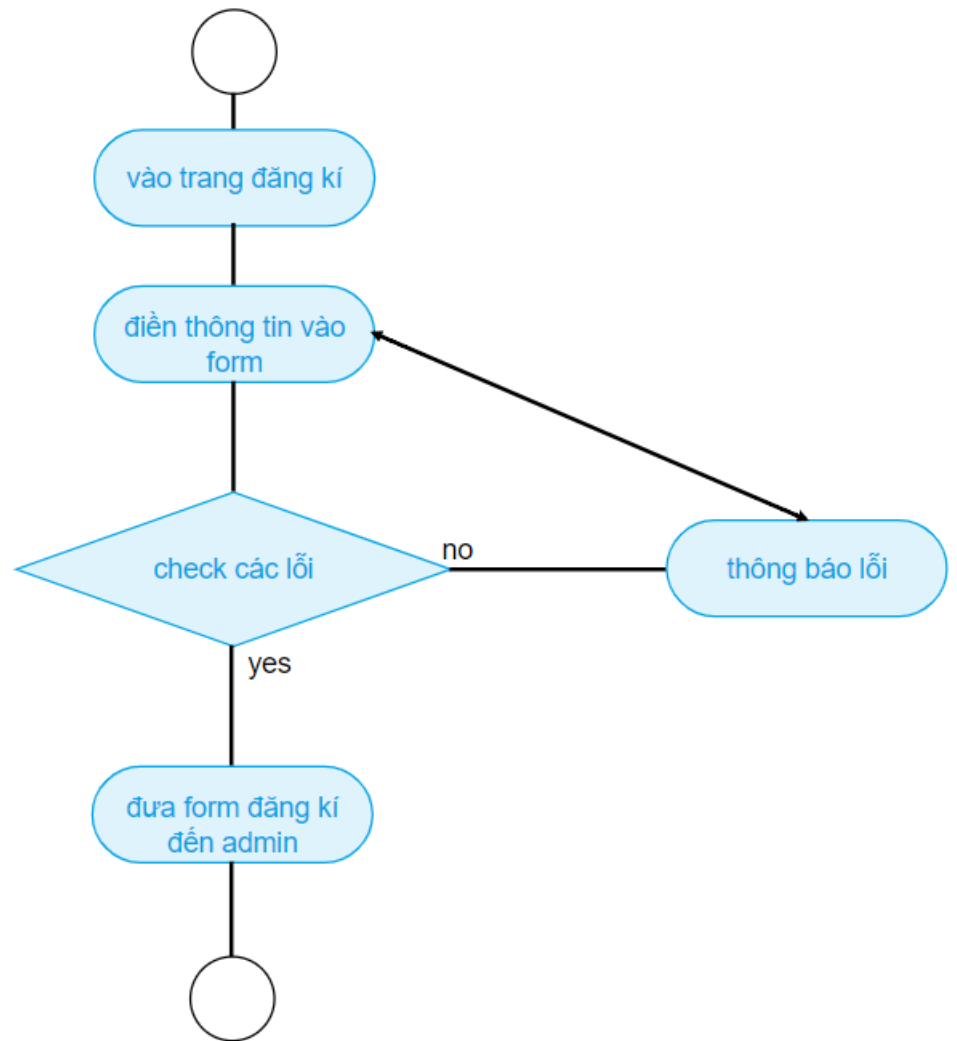 vào trang đăng kí
điền thông tin vào
form
check các lỗi
no
thông báo lỗi
yes
đưa form đăng kí
đến admin